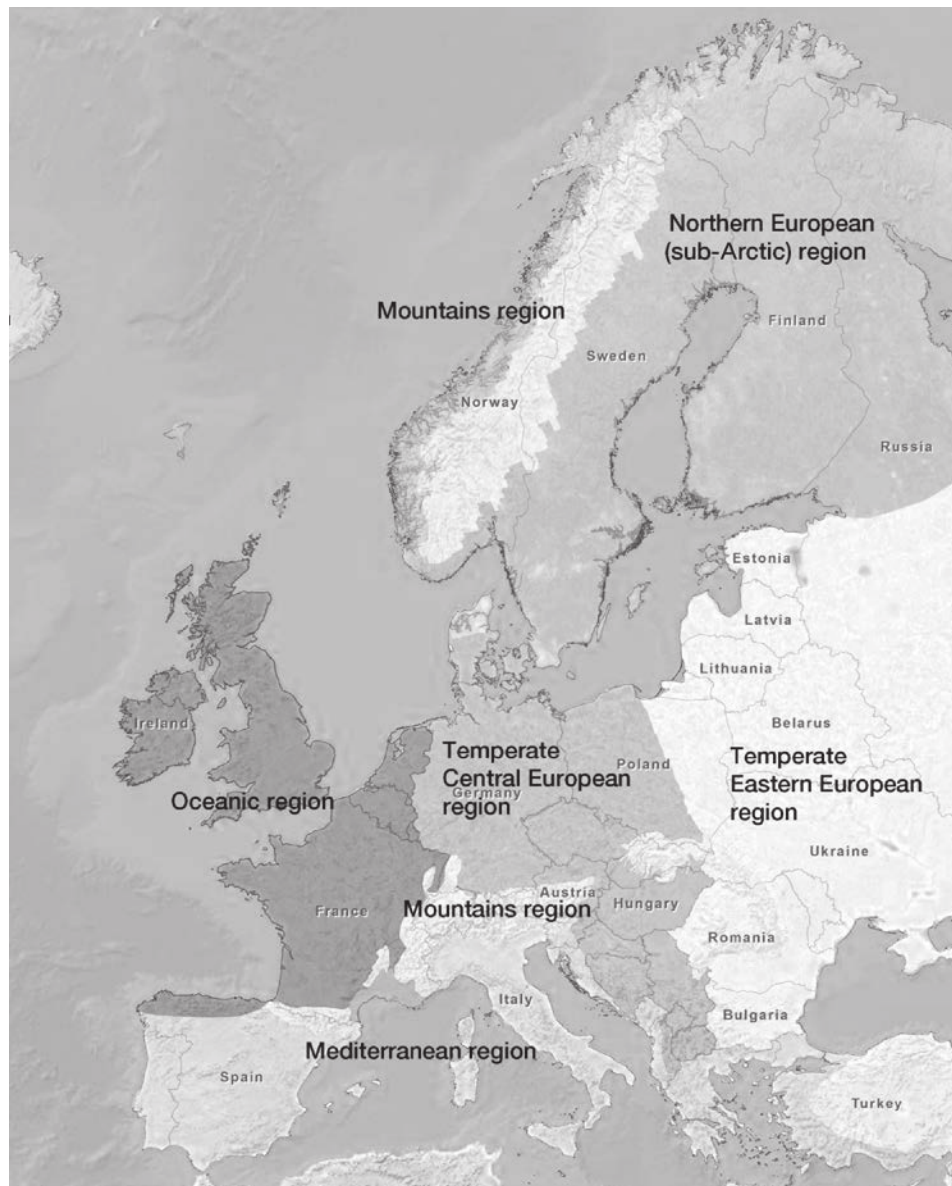 Northern European
(sub-Arctic) region
Mountains region
Finland
Sweden
Norway
Russia
Estonia
Latvia
Lithuania
Ireland
Belarus
Temperate
Central European
region
Poland
Germany
Temperate
Eastern European
region
Oceanic region
Ukraine
Austria
Hungary
France
Mountains region
Romania
Italy
Bulgaria
Mediterranean region
Spain
Turkey